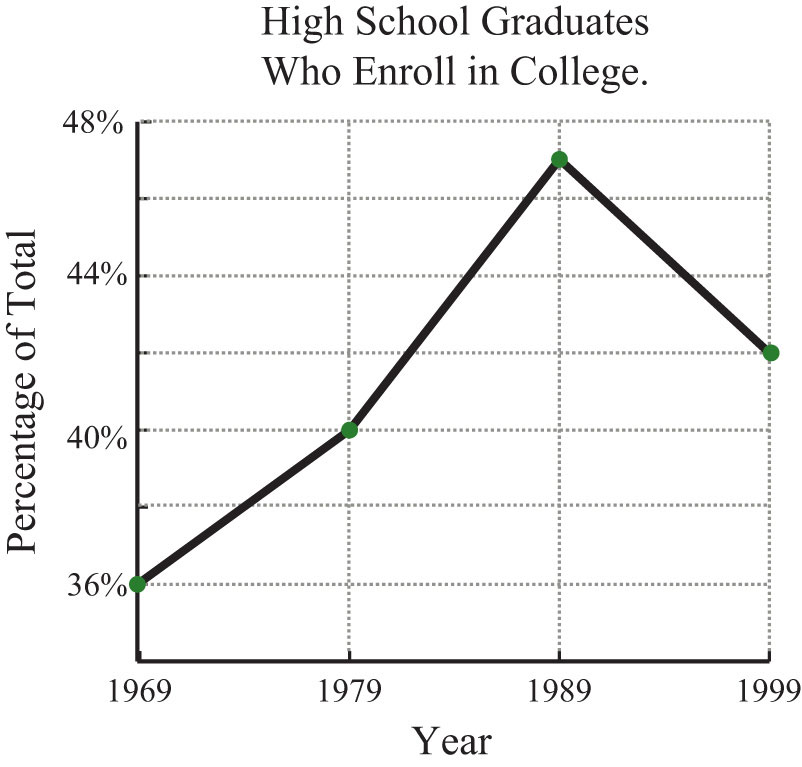 High School Graduates
Who Enroll in College.
Percentage of Total
48%
44%
40%
36%
1969 1979 1989 1999
Year